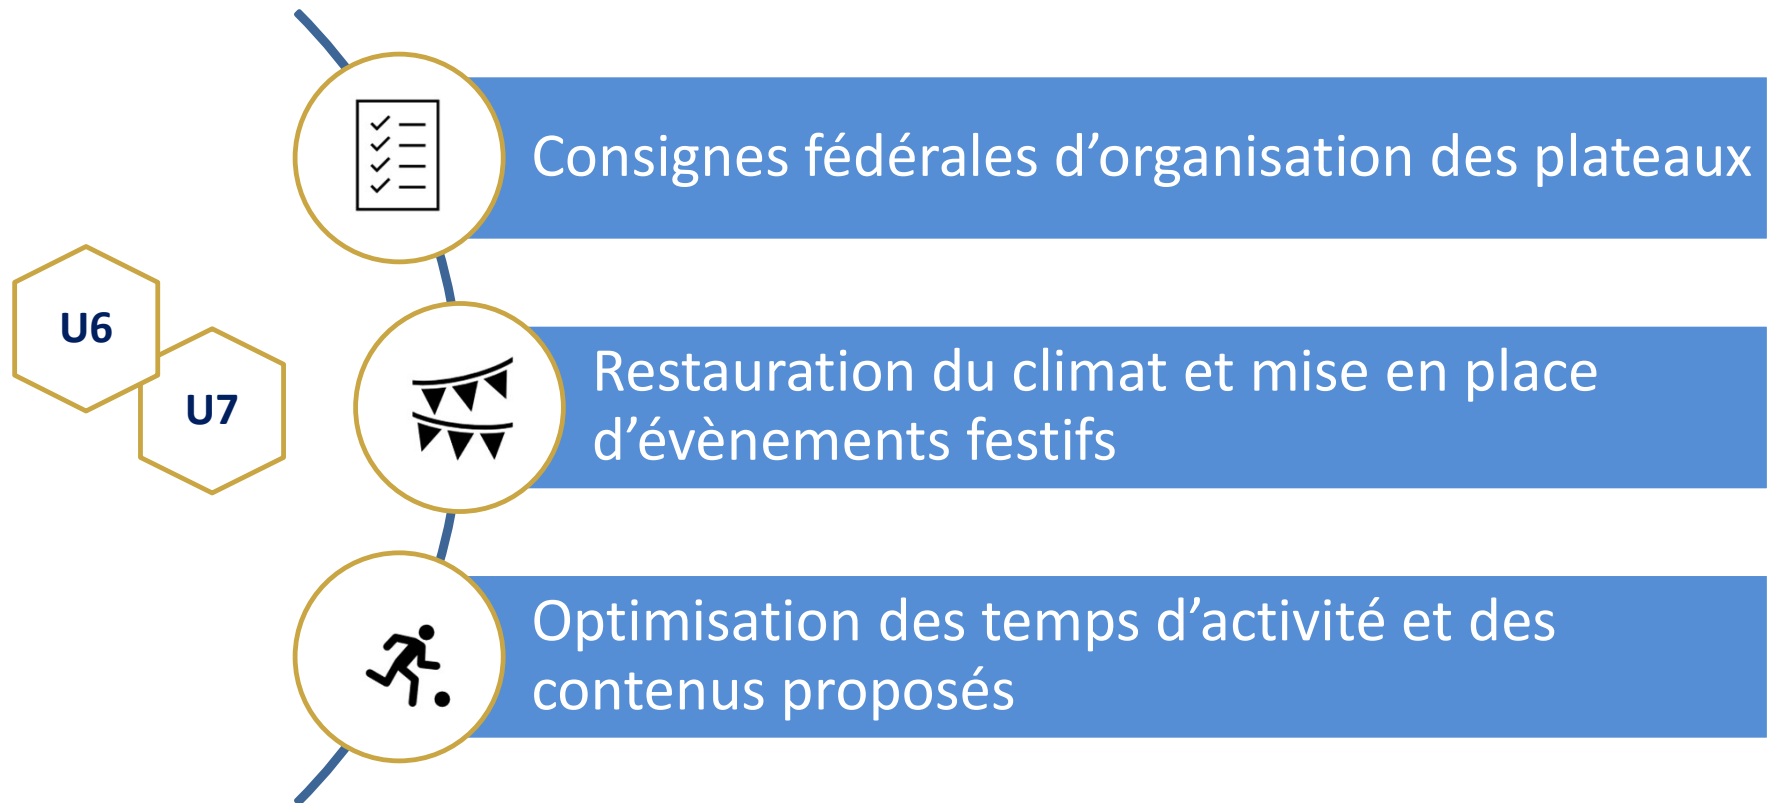 Consignes fédérales d’organisation des plateaux
U6
U7
Restauration du climat et mise en place
d’évènements festifs
Optimisation des temps d’activité et des
contenus proposés